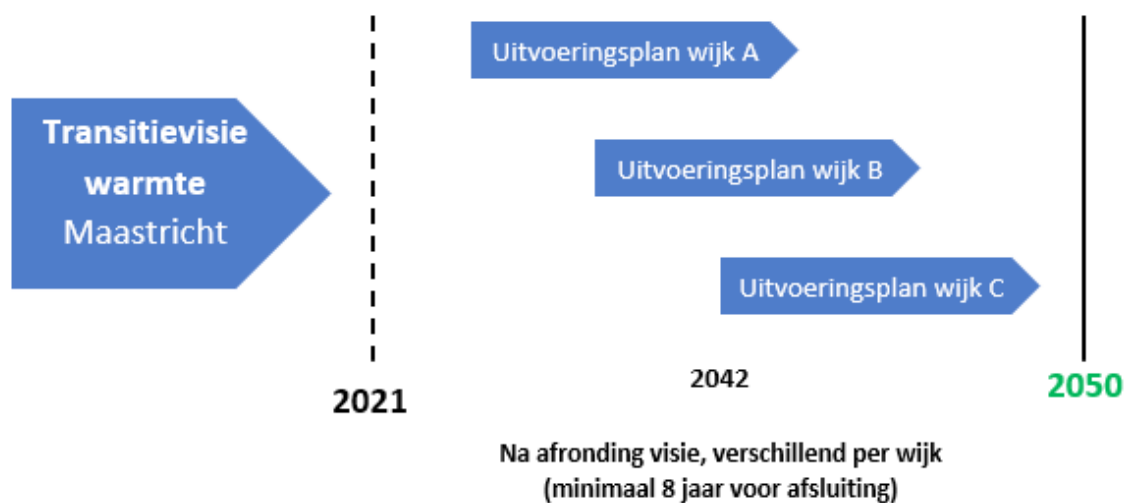 Uitvoeringsplan wijk A
Transitievisie
warmte
Maastricht
Uitvoeringsplan wijk B
Uitvoeringsplan wijk C
2021
2042
2050
Na afronding visie, verschillend per wijk
(minimaal 8 jaar voor afsluiting)